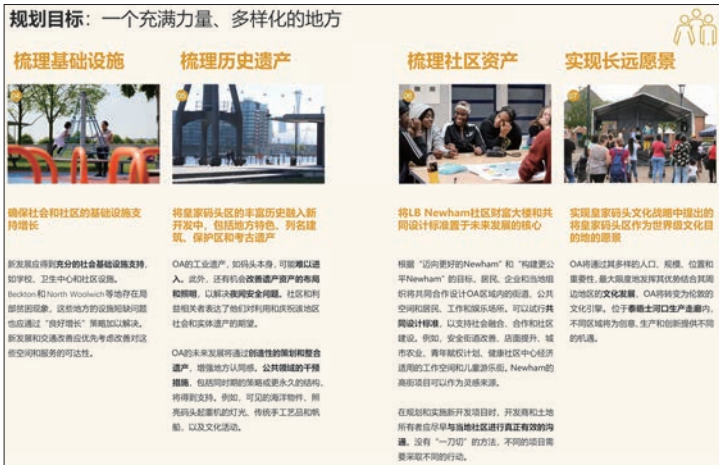 规划目标：一个充满力量、多样化的地方
梳理基础设施
确保社会和社区的基础设施支
持增长
新发展应得到充分的社会基础设施支持，
如学校、卫生中心和社区设施。
Beckton和North Woolwich等地存在局
部贫困现象，这些地方的设施短缺问题
也应通过“良好增长”策略加以解决。
新发展和交通改善应优先考虑改善对这
些空间和服务的可达性。
梳理历史遗产
将皇家码头区的丰富历史融入新
开发中，包括地方特色、列名建
筑、保护区和考古遗产
OA的工业遗产，如码头本身，可能难以进
入。此外，还有机会改善遗产资产的布局
和照明，以解决夜间安全问题。社区和利
益相关者表达了他们对利用和庆祝该地区
社会和实体遗产的期望。
OA的未来发展将通过创造性的策划和整合
遗产，增强地方认同感。公共领域的干预
措施，包括同时期的策略或更永久的结构，
将得到支持。例如，可见的海洋物件、照
亮码头起重机的灯光、传统手工艺品和帆
船，以及文化活动。
梳理社区资产
将LB Newham社区财富大楼和共
同设计标准置于未来发展的核心
根据“迈向更好的Newham”和“构建更公
平Newham”的目标，居民、企业和当地组
织将共同合作设计OA区域内的街道、公共
空间和居民、工作和娱乐场所。可以试行共
同设计标准，以支持社会融合、合作和社区
建设。例如，安全街道改善、店面提升、城
市农业、青年赋权计划、健康社区中心经济
适用的工作空间和儿童游乐街。Newham的
高街项目可以作为灵感来源。
在规划和实施新开发项目时，开发商和土地
所有者应尽早与当地社区进行真正有效的沟
通。没有“一刀切”的方法，不同的项目需
要采取不同的行动。
实现长远愿景
实现皇家码头文化战略中提出的
将皇家码头区作为世界级文化目
的地的愿景
OA将通过其多样的人口、规模、位置和
重要性，最大限度地发挥其优势结合其周
边地区的文化发展，OA将转变为伦敦的
文化引擎。位于泰晤士河口生产走廊内，
不同区域将为创意、生产和创新提供不同
的机遇。